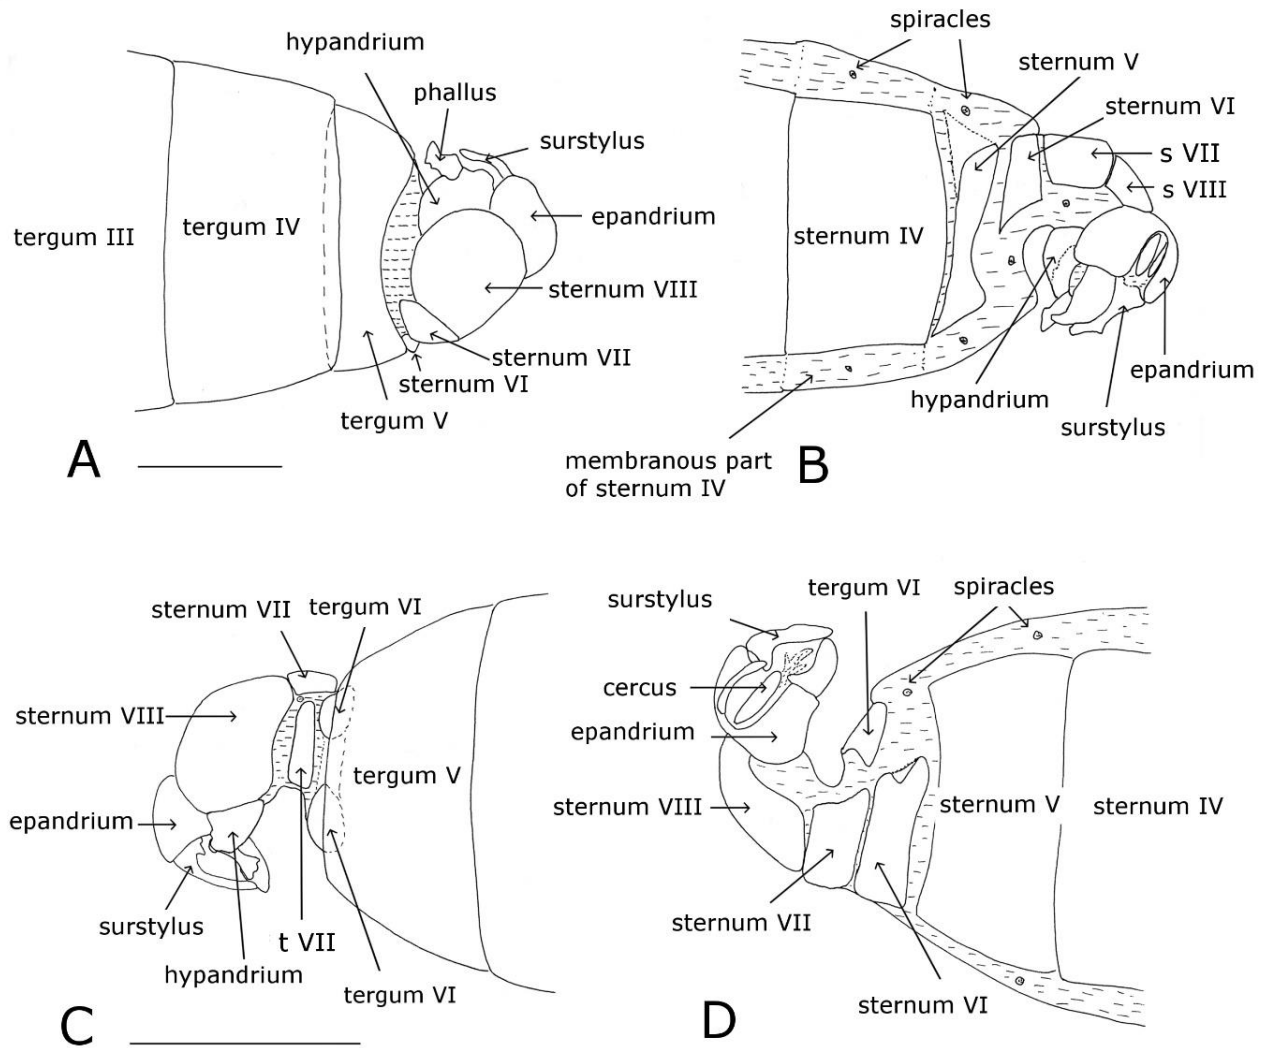 hypandrium
phallus
surstylus
tergum III
tergum IV
epandrium
sternum VIII
sternum VII
sternum VI
tergum V
A
spiracles
sternum V
sternum VI
s VII
s VIII
sternum IV
epandrium
hypandrium
surstylus
membranous part
of sternum IV
B
sternum VII
tergum VI
sternum VIII
tergum V
epandrium
surstylus
t VII
hypandrium
tergum VI
C
surstylus
tergum VI
spiracles
cercus
epandrium
sternum VIII
sternum V
sternum IV
sternum VII
sternum VI
D